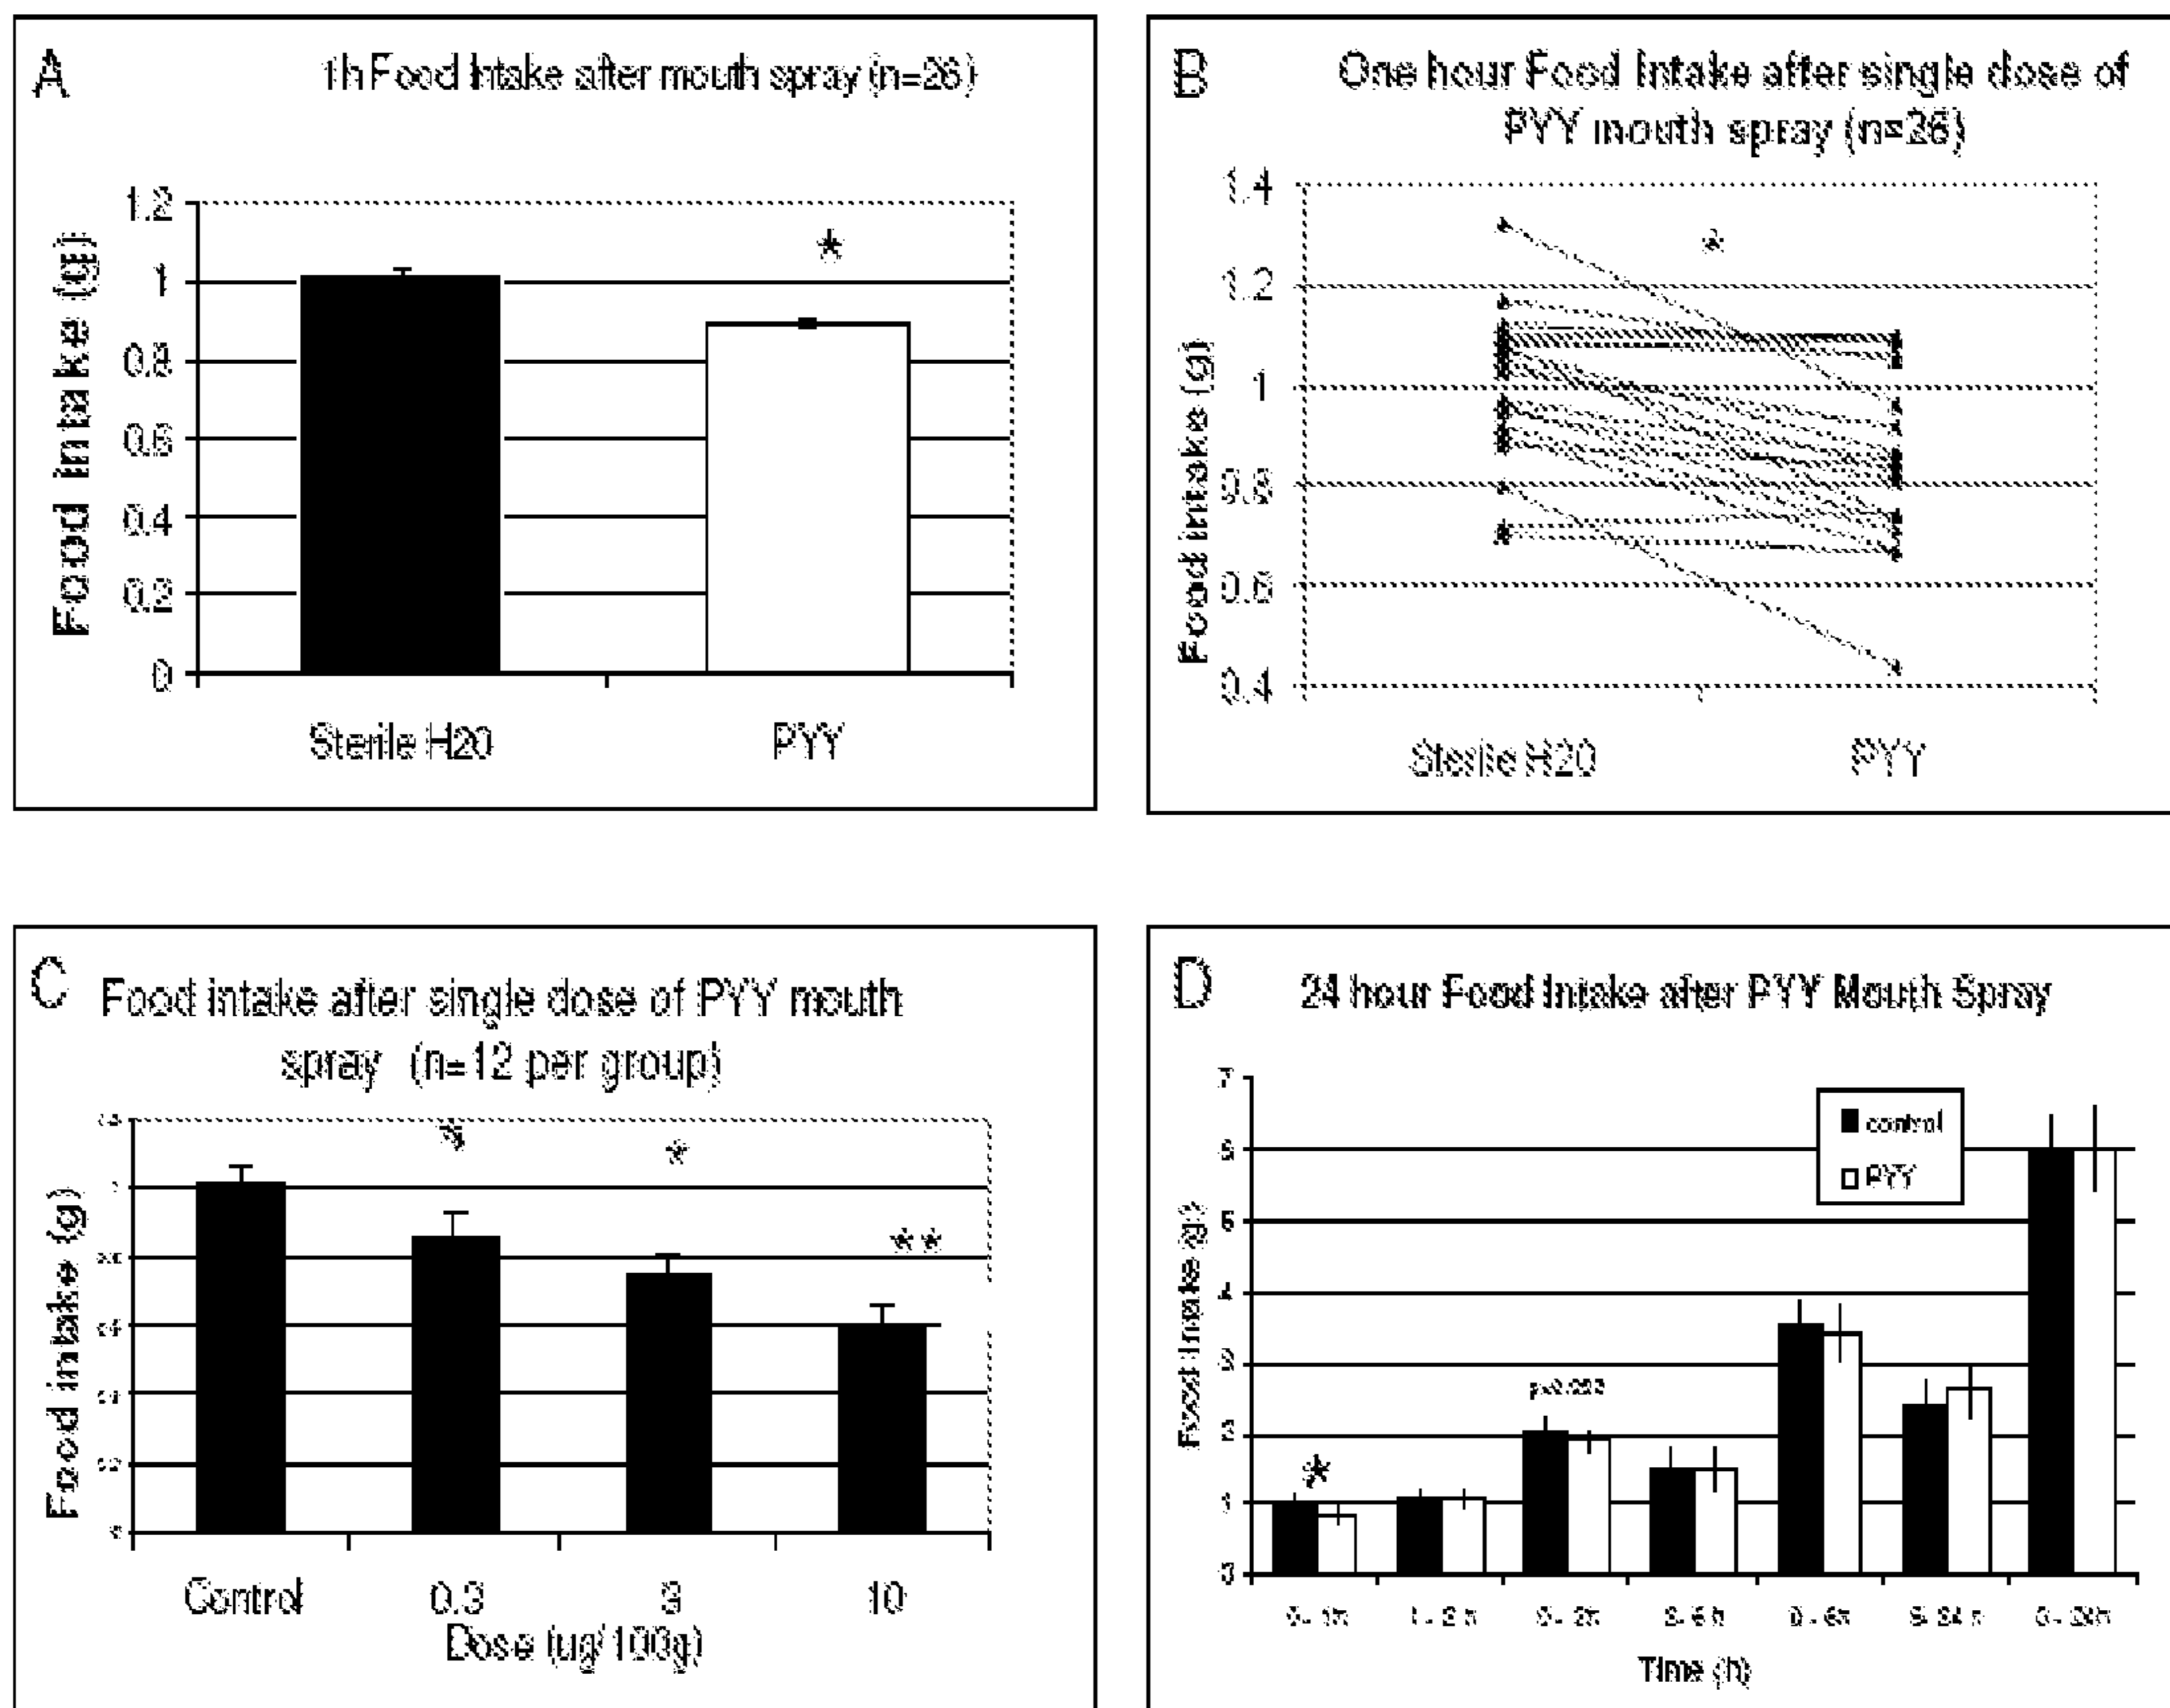 A
1h Food Intake after mouth spray (n=26)
1.2
1
0.8
0.6
0.4
0.2
0
Food intake (g)
Sterile H20
PYY
B
One hour Food Intake after single dose of
PYY mouth spray (n=26)
*
1.4
1.2
1
0.8
0.6
0.4
Food intake (g)
*
Sterile H20
PYY
C
Food intake after single dose of PYY mouth
spray (n=12 per group)
Food intake (g)
*
*
**
Control
10
Dose (ug/100g)
D
24 hour Food Intake after PYY Mouth Spray
7
6
5
4
3
2
1
0
Food Intake (g)
control
PYY
*
Time (h)